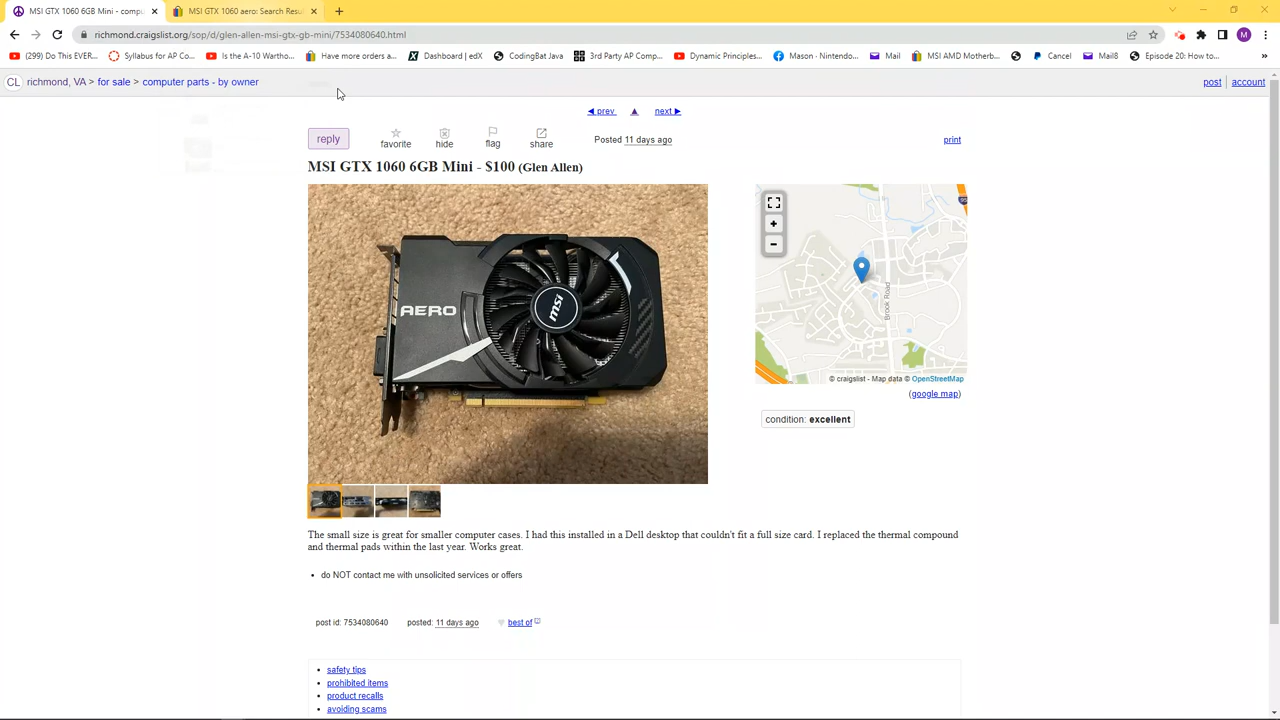 MSI GTX 1060 6GB Mini - compu
MSI GTX 1060 aero: Search Resu
richmond.craigslist.org/sop/d/glen-allen-msi-gtx-gb-mini/7534080640.html
M
(299) Do This EVER...
Syllabus for AP Co...
Is the A-10 Wartho...
Have more orders a...
Dashboard | edX
CodingBat Java
3rd Party AP Comp...
Dynamic Principles...
Mason - Nintendo...
Mail
MSI AMD Motherb...
Cancel
Mail8
Episode 20: How to...
»
CL richmond, VA > for sale > computer parts - by owner
post
account
◀ prev ▲ next ▶
reply
favorite
hide
flag
share
Posted 11 days ago
print
MSI GTX 1060 6GB Mini - $100 (Glen Allen)
AERO
msi
+
−
95
Brook Road
© craigslist - Map data © OpenStreetMap
(google map)
condition: excellent
The small size is great for smaller computer cases. I had this installed in a Dell desktop that couldn't fit a full size card. I replaced the thermal compound
and thermal pads within the last year. Works great.
• do NOT contact me with unsolicited services or offers
post id: 7534080640
posted: 11 days ago
♥ best of [?]
• safety tips
• prohibited items
• product recalls
• avoiding scams